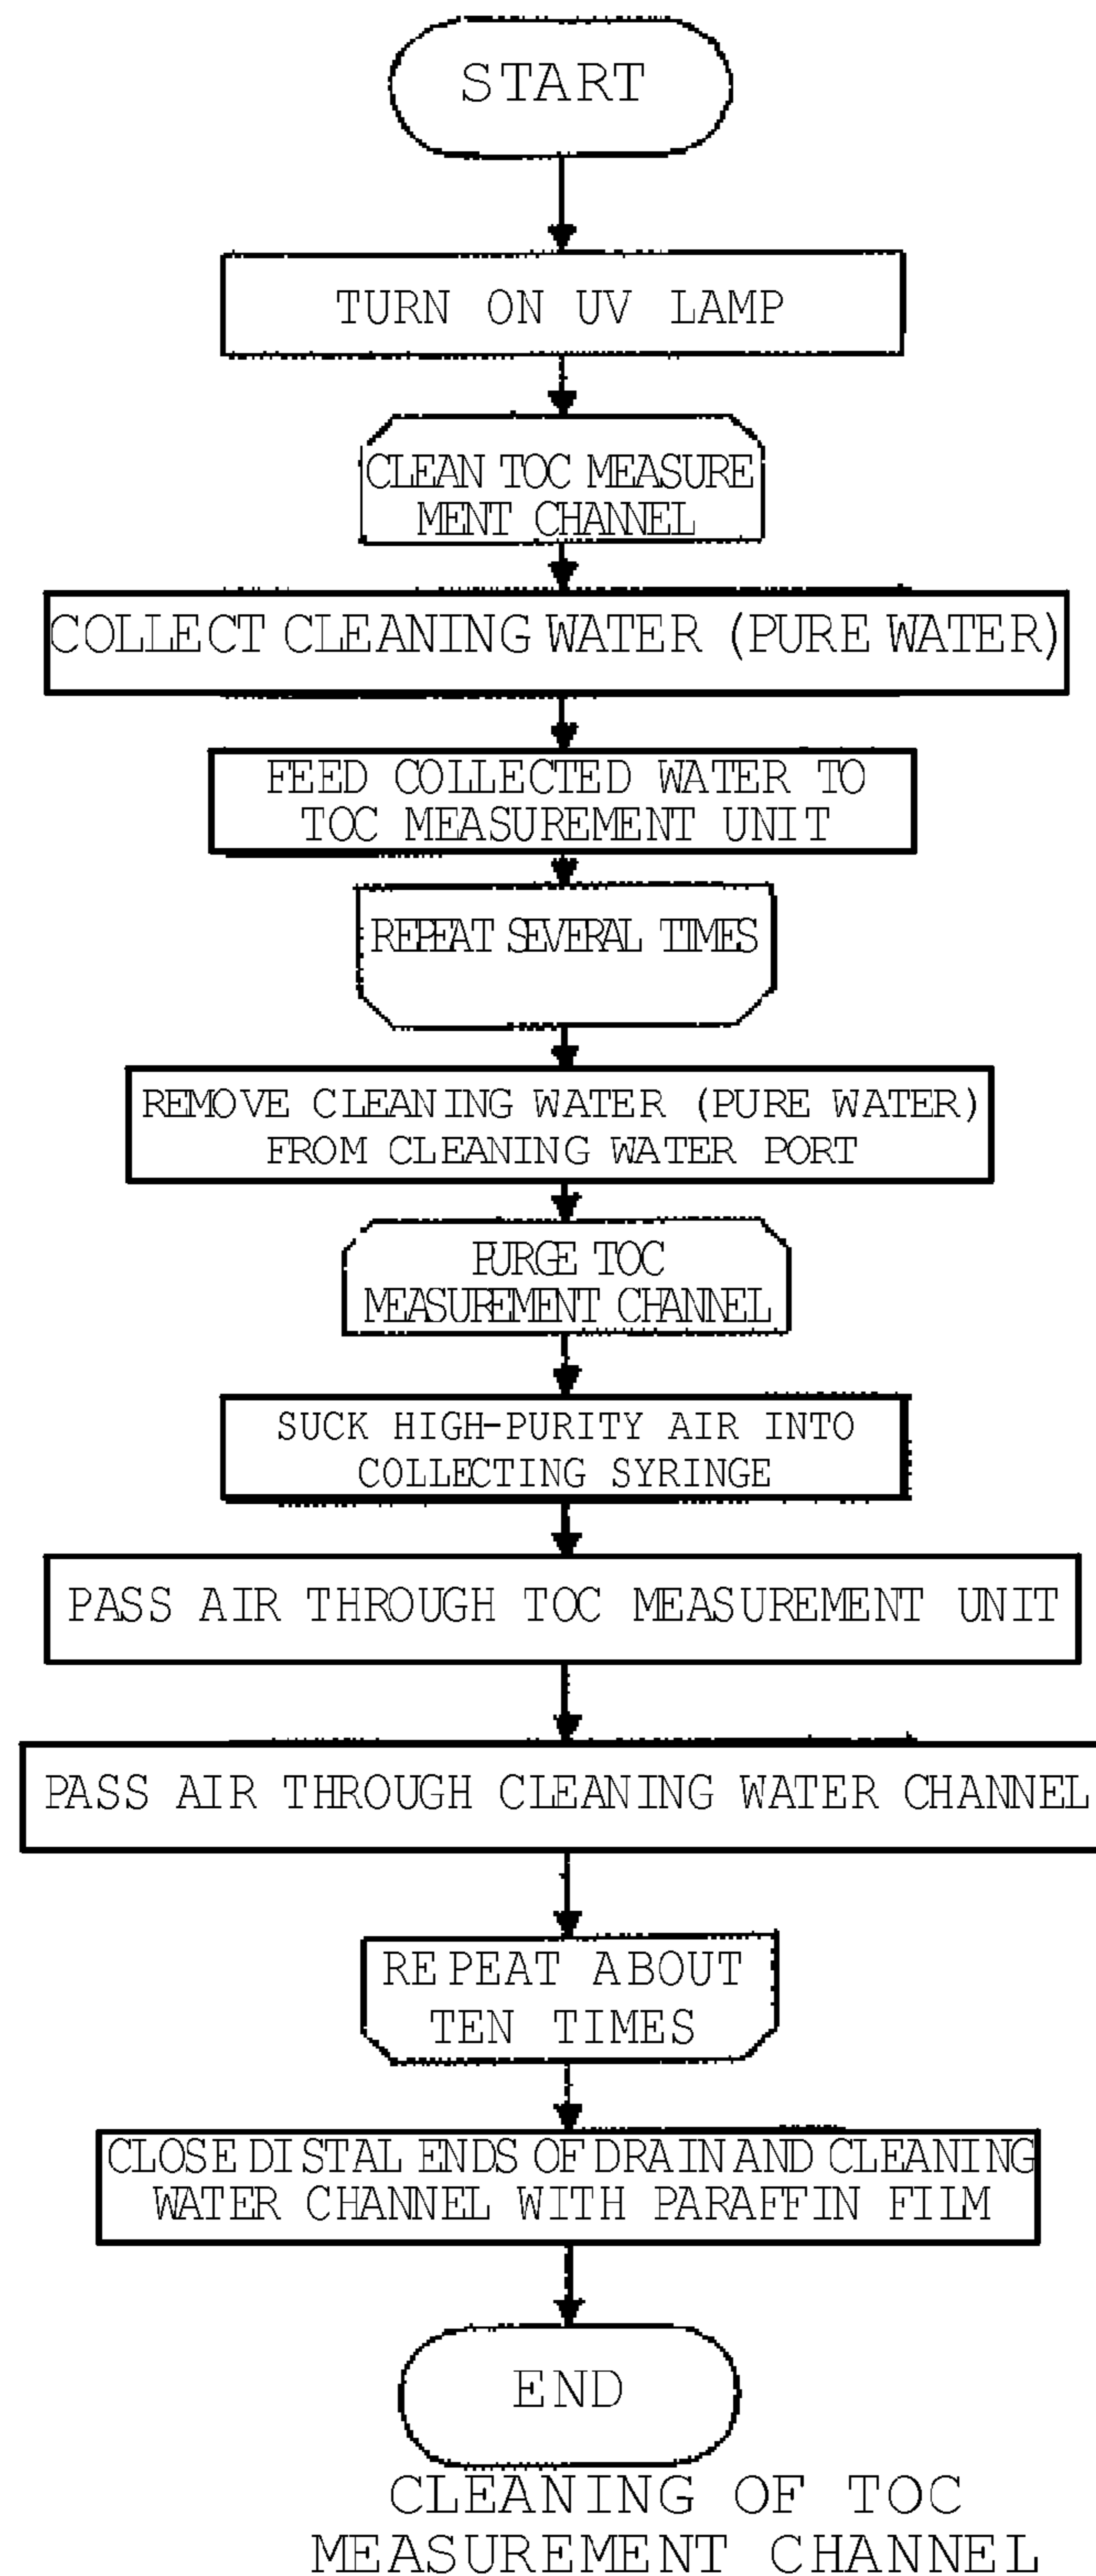 START
TURN ON UV LAMP
CLEAN TOC MEASURE
MENT CHANNEL
COLLECT CLEANING WATER (PURE WATER)
FEED COLLECTED WATER TO
TOC MEASUREMENT UNIT
REPEAT SEVERAL TIMES
REMOVE CLEANING WATER (PURE WATER)
FROM CLEANING WATER PORT
PURGE TOC
MEASUREMENT CHANNEL
SUCK HIGH-PURITY AIR INTO
COLLECTING SYRINGE
PASS AIR THROUGH TOC MEASUREMENT UNIT
PASS AIR THROUGH CLEANING WATER CHANNEL
REPEAT ABOUT
TEN TIMES
CLOSE DISTAL ENDS OF DRAIN AND CLEANING
WATER CHANNEL WITH PARAFFIN FILM
END
CLEANING OF TOC
MEASUREMENT CHANNEL